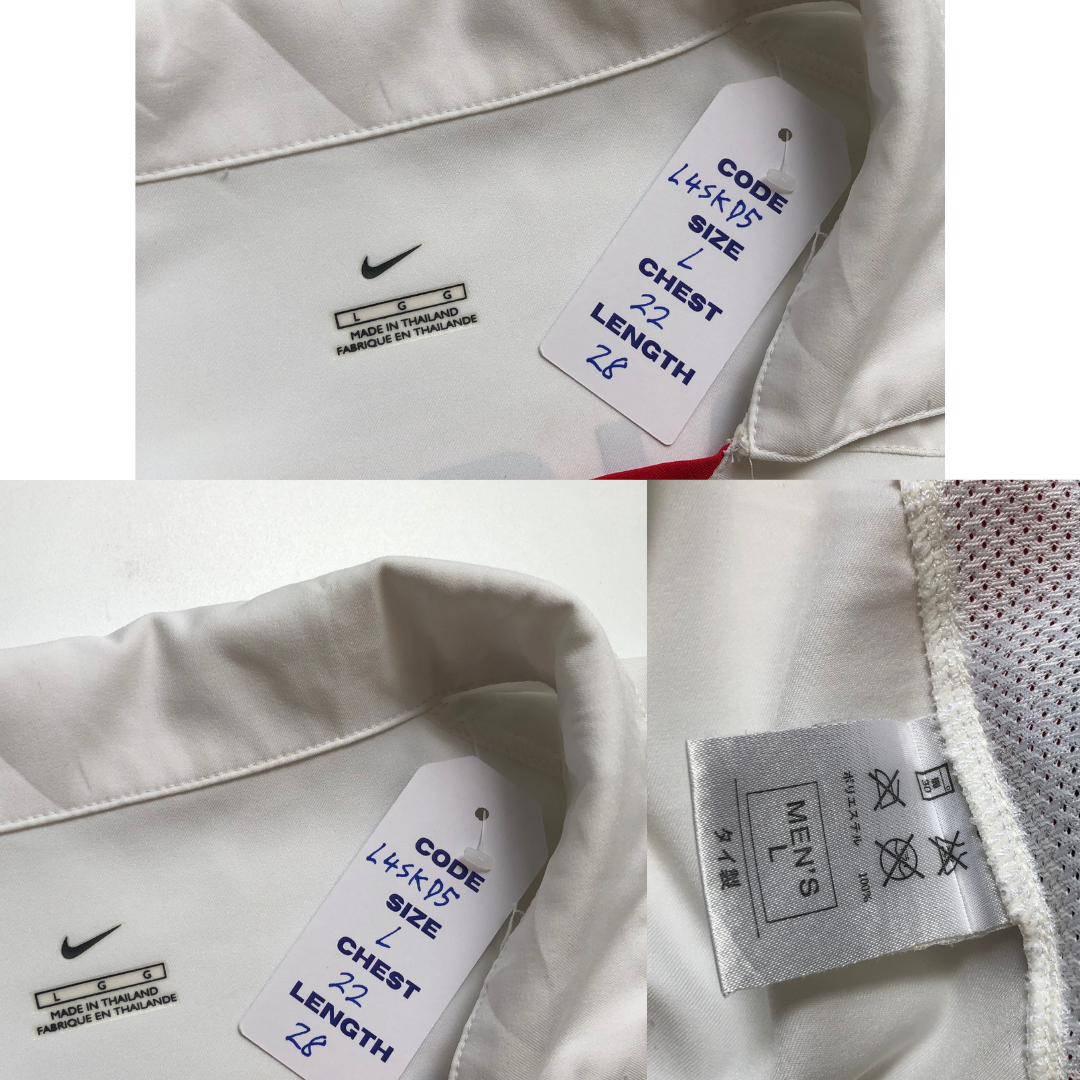 CODE
L4SKD5
SIZE
L
CHEST
22
LENGTH
28
L G G
MADE IN THAILAND
FABRIQUE EN THAILANDE
CODE
L4SKD5
SIZE
L
CHEST
22
LENGTH
28
L G G
MADE IN THAILAND
FABRIQUE EN THAILANDE
ポリエステル 100%
MEN'S
L
タイ製